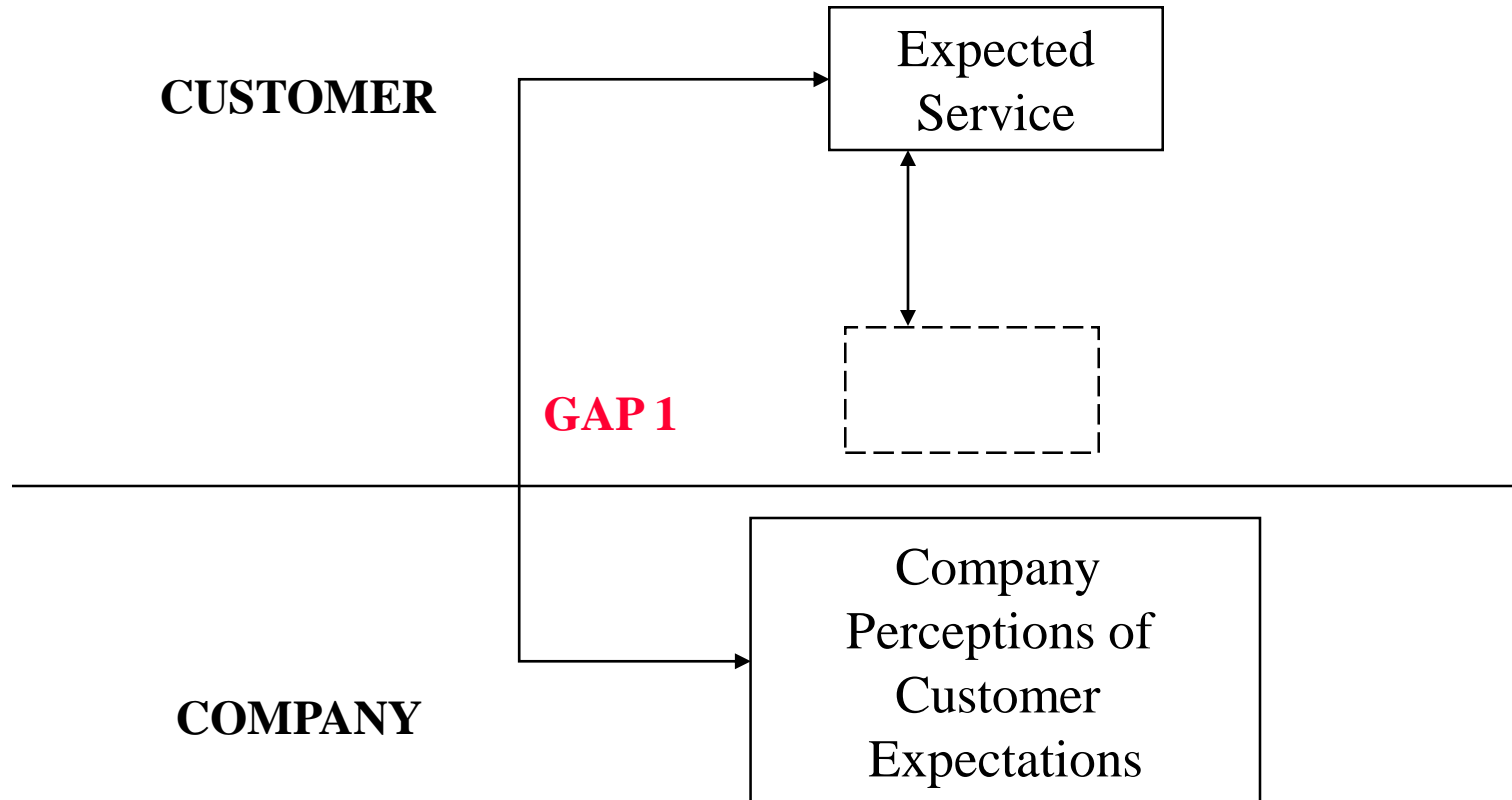 Expected
Service
CUSTOMER
GAP 1
Company
Perceptions of
Customer
Expectations
COMPANY